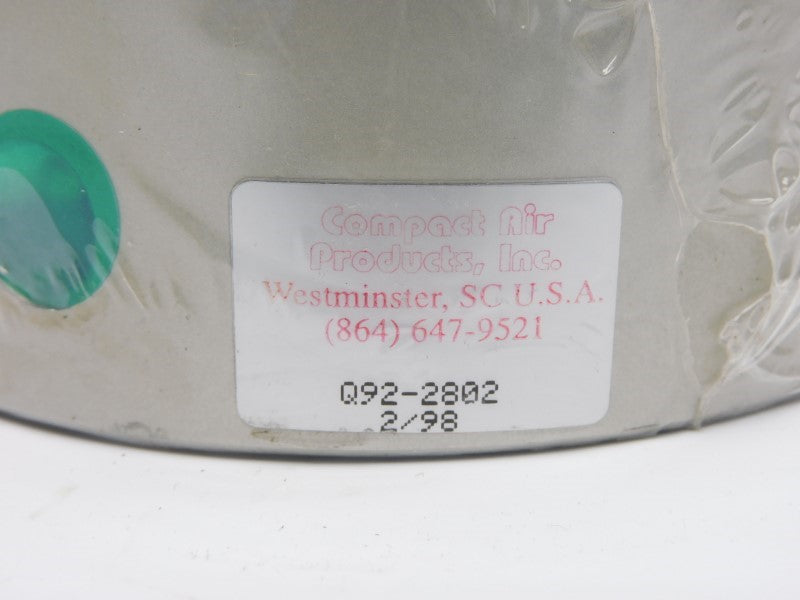 Compact Air
Products, Inc.
Westminster, SC U.S.A.
(864) 647-9521
Q92-2802
2/98